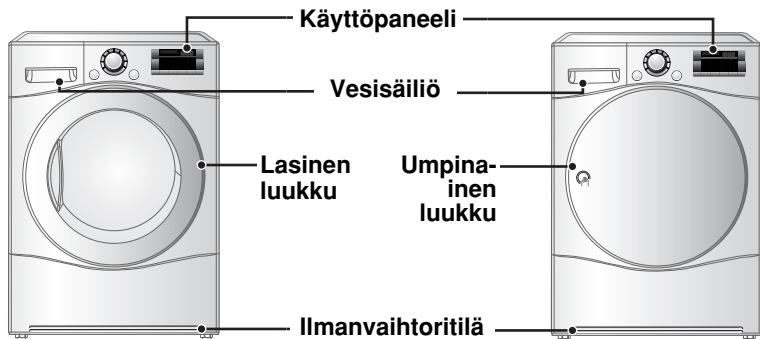 Käyttöpaneeli
Vesisäiliö
Lasinen
luukku
Umpina-
inen
luukku
Ilmanvaihtoritilä